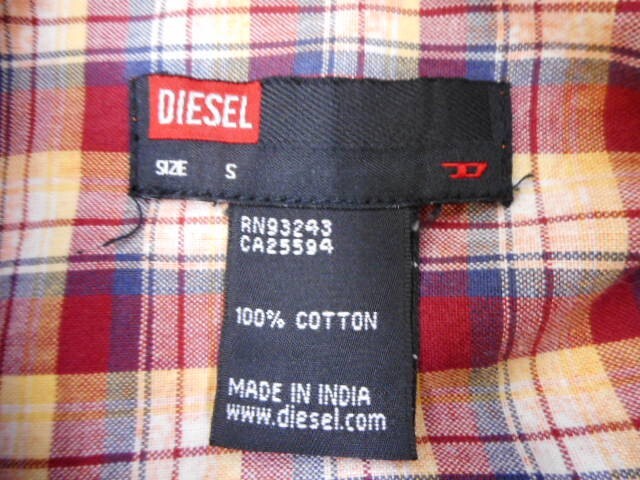 DIESEL
SIZE S
RN93243
CA25594
100% COTTON
MADE IN INDIA
www.diesel.com